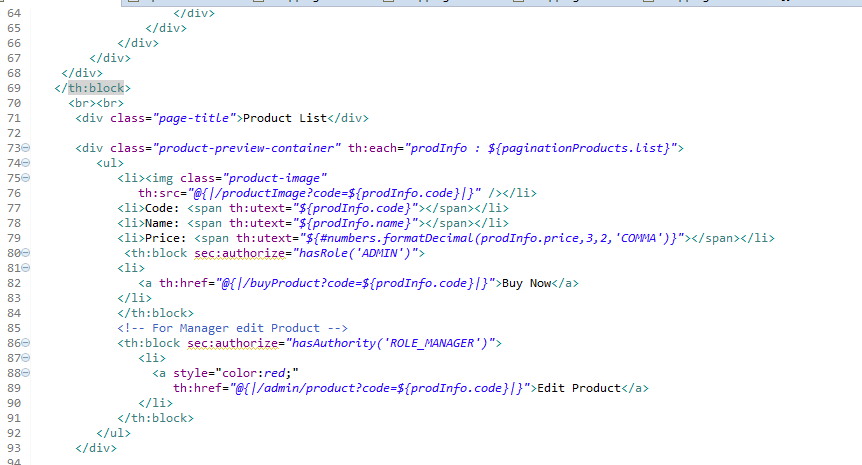 64 </div>
65 </div>
66 </div>
67 </div>
68 </div>
69 </th:block>
70 <br><br>
71 <div class="page-title">Product List</div>
72
73 <div class="product-preview-container" th:each="prodInfo : ${paginationProducts.list}">
74 <ul>
75 <li><img class="product-image"
76 th:src="@{|/productImage?code=${prodInfo.code}|}" /></li>
77 <li>Code: <span th:utext="${prodInfo.code}"></span></li>
78 <li>Name: <span th:utext="${prodInfo.name}"></span></li>
79 <li>Price: <span th:utext="${#numbers.formatDecimal(prodInfo.price,3,2,'COMMA')}"></span></li>
80 <th:block sec:authorize="hasRole('ADMIN')">
81 <li>
82 <a th:href="@{|/buyProduct?code=${prodInfo.code}|}">Buy Now</a>
83 </li>
84 </th:block>
85 <!-- For Manager edit Product -->
86 <th:block sec:authorize="hasAuthority('ROLE_MANAGER')">
87 <li>
88 <a style="color:red;"
89 th:href="@{|/admin/product?code=${prodInfo.code}|}">Edit Product</a>
90 </li>
91 </th:block>
92 </ul>
93 </div>
94